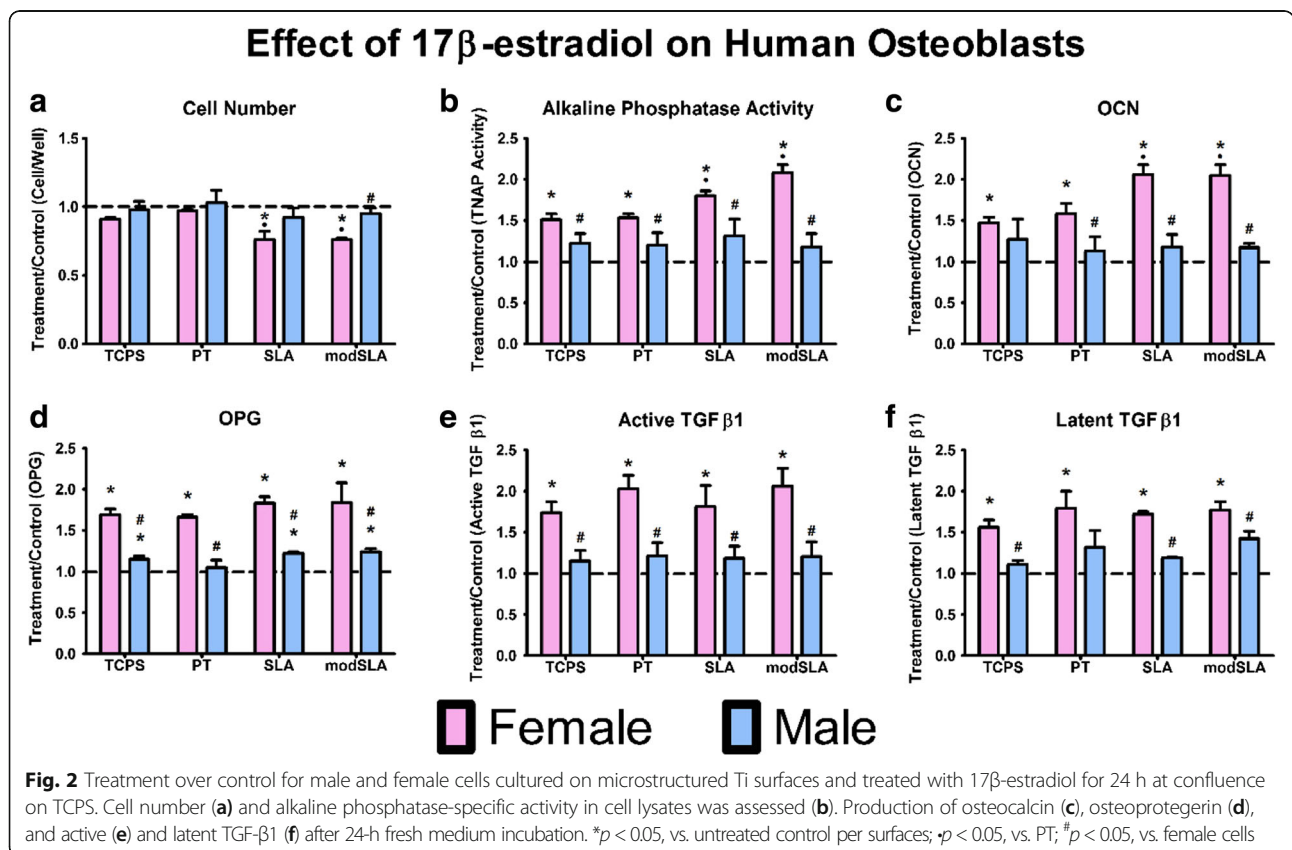 Effect of 17β-estradiol on Human Osteoblasts
a
Cell Number
Treatment/Control (Cell/Well)
1.5
1.0
0.5
0.0
* • * • #
TCPS PT SLA modSLA
b
Alkaline Phosphatase Activity
Treatment/Control (TNAP Activity)
2.5
2.0
1.5
1.0
0.5
0.0
* # * # * • # * • #
TCPS PT SLA modSLA
c
OCN
Treatment/Control (OCN)
2.5
2.0
1.5
1.0
0.5
0.0
* * # * • # * • #
TCPS PT SLA modSLA
d
OPG
Treatment/Control (OPG)
2.5
2.0
1.5
1.0
0.5
0.0
* # * * # * # * * # *
TCPS PT SLA modSLA
e
Active TGFβ1
Treatment/Control (Active TGF β1)
2.5
2.0
1.5
1.0
0.5
0.0
* # * # * # * #
TCPS PT SLA modSLA
f
Latent TGFβ1
Treatment/Control (Latent TGF β1)
2.5
2.0
1.5
1.0
0.5
0.0
* # * * # * #
TCPS PT SLA modSLA
Female Male
Fig. 2 Treatment over control for male and female cells cultured on microstructured Ti surfaces and treated with 17β-estradiol for 24 h at confluence
on TCPS. Cell number (a) and alkaline phosphatase-specific activity in cell lysates was assessed (b). Production of osteocalcin (c), osteoprotegerin (d),
and active (e) and latent TGF-β1 (f) after 24-h fresh medium incubation. *p < 0.05, vs. untreated control per surfaces; •p < 0.05, vs. PT; #p < 0.05, vs. female cells